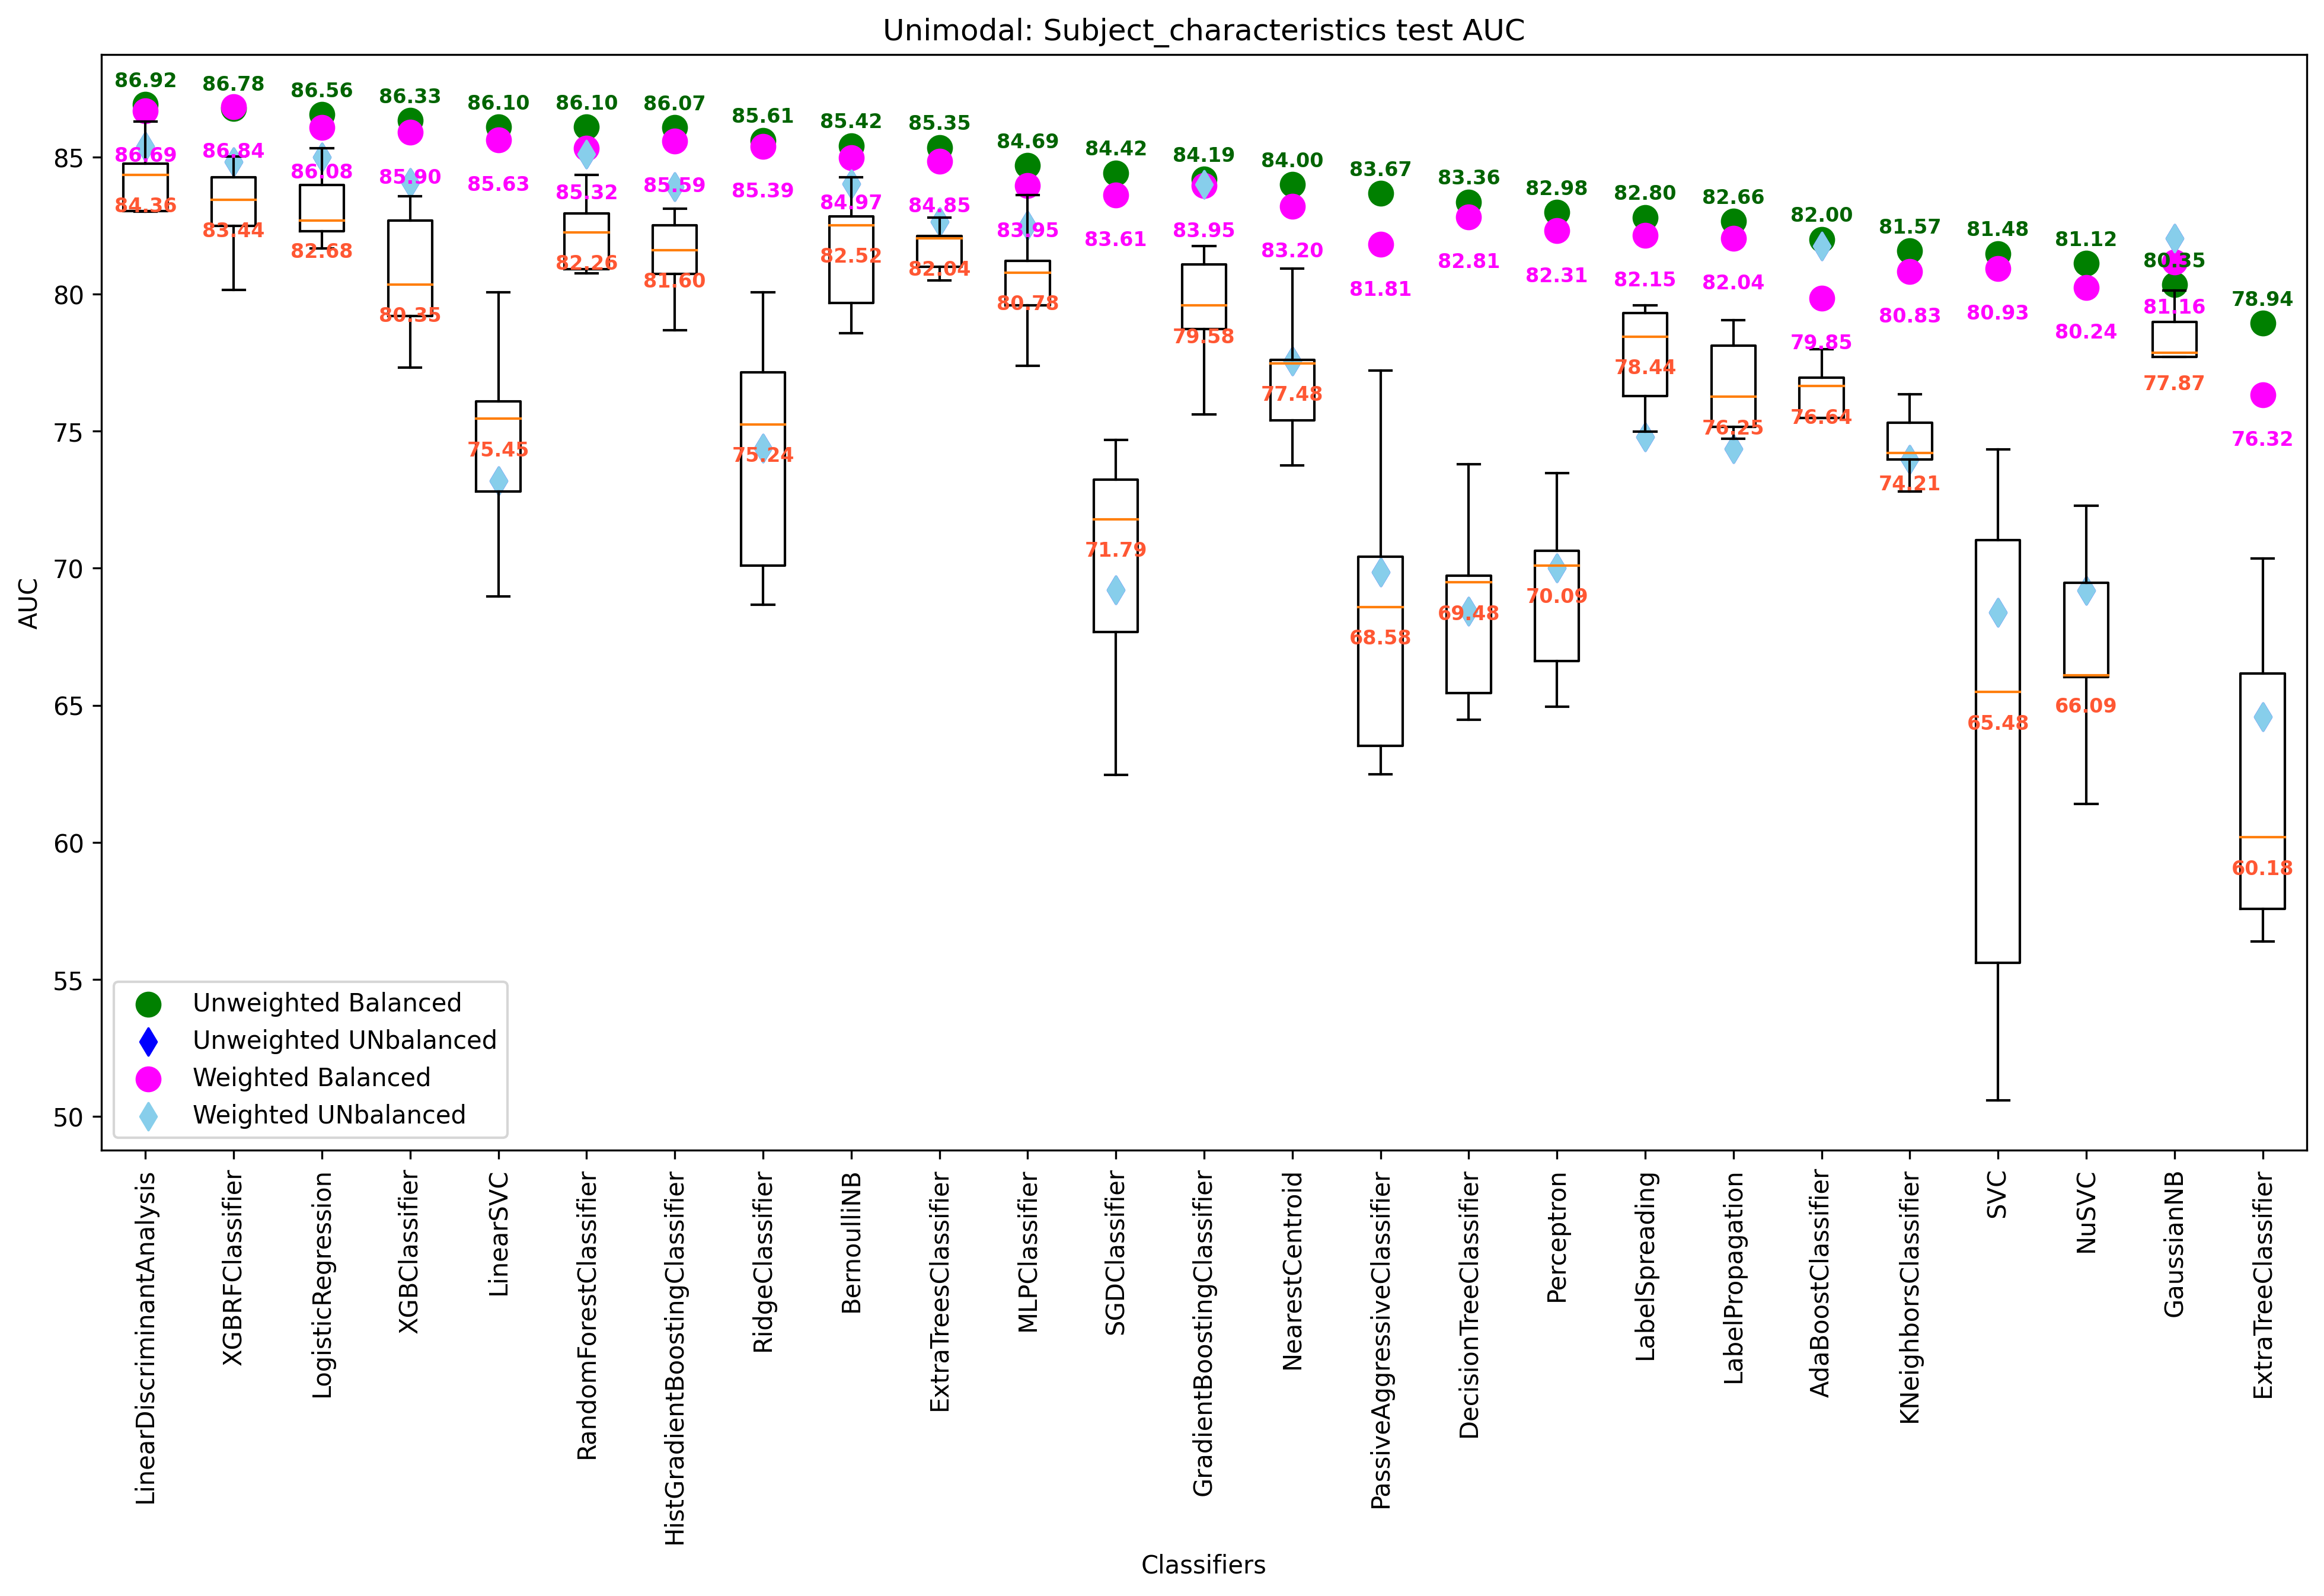 Unimodal: Subject_characteristics test AUC
86.92
86.78
86.56
86.33
86.10
86.10
86.07
85.61
85.42
85.35
84.69
84.42
84.19
84.00
83.67
83.36
82.98
82.80
82.66
82.00
81.57
81.48
81.12
80.35
78.94
86.69
86.84
86.08
85.90
85.63
85.32
85.59
85.39
84.97
84.85
83.95
83.61
83.95
83.20
81.81
82.81
82.31
82.15
82.04
79.85
80.83
80.93
80.24
81.16
76.32
84.36
83.44
82.68
80.35
75.45
82.26
81.60
75.24
82.52
82.04
80.78
71.79
79.58
77.48
68.58
69.48
70.09
78.44
76.25
76.64
74.21
65.48
66.09
77.87
60.18
AUC
85
80
75
70
65
60
55
50
Unweighted Balanced
Unweighted UNbalanced
Weighted Balanced
Weighted UNbalanced
LinearDiscriminantAnalysis
XGBRFClassifier
LogisticRegression
XGBClassifier
LinearSVC
RandomForestClassifier
HistGradientBoostingClassifier
RidgeClassifier
BernoulliNB
ExtraTreesClassifier
MLPClassifier
SGDClassifier
GradientBoostingClassifier
NearestCentroid
PassiveAggressiveClassifier
DecisionTreeClassifier
Perceptron
LabelSpreading
LabelPropagation
AdaBoostClassifier
KNeighborsClassifier
SVC
NuSVC
GaussianNB
ExtraTreeClassifier
Classifiers